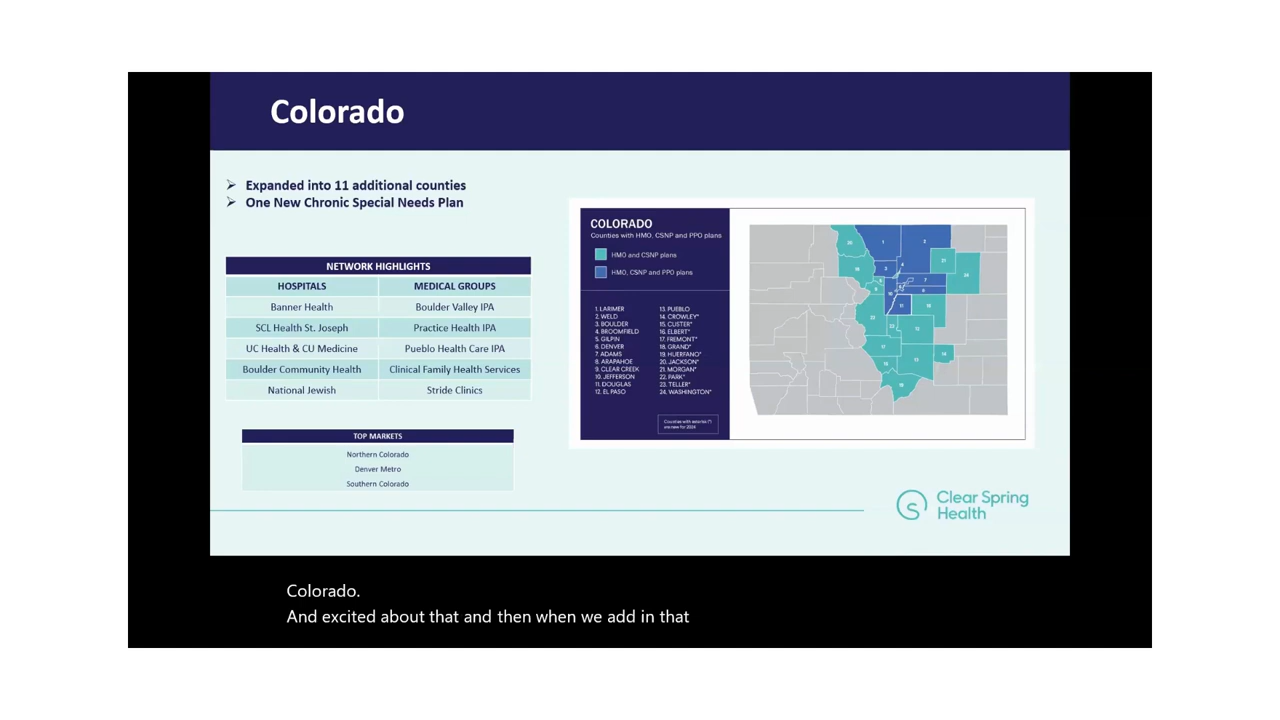 Colorado
Expanded into 11 additional counties
One New Chronic Special Needs Plan
NETWORK HIGHLIGHTS
HOSPITALS MEDICAL GROUPS
Banner Health Boulder Valley IPA
SCL Health St. Joseph Practice Health IPA
UC Health & CU Medicine Pueblo Health Care IPA
Boulder Community Health Clinical Family Health Services
National Jewish Stride Clinics
TOP MARKETS
Northern Colorado
Denver Metro
Southern Colorado
COLORADO
Counties with HMO, CSNP and PPO plans
HMO and CSNP plans
HMO, CSNP and PPO plans
1. LARIMER 13. PUEBLO
2. WELD 14. CROWLEY*
3. BOULDER 15. CUSTER*
4. BROOMFIELD 16. ELBERT*
5. GILPIN 17. FREMONT*
6. DENVER 18. GRAND*
7. ADAMS 19. HUERFANO*
8. ARAPAHOE 20. JACKSON*
9. CLEAR CREEK 21. MORGAN*
10. JEFFERSON 22. PARK*
11. DOUGLAS 23. TELLER*
12. EL PASO 24. WASHINGTON*
Counties with asterisk (*)
are new for 2024
Clear Spring
Health
Colorado.
And excited about that and then when we add in that